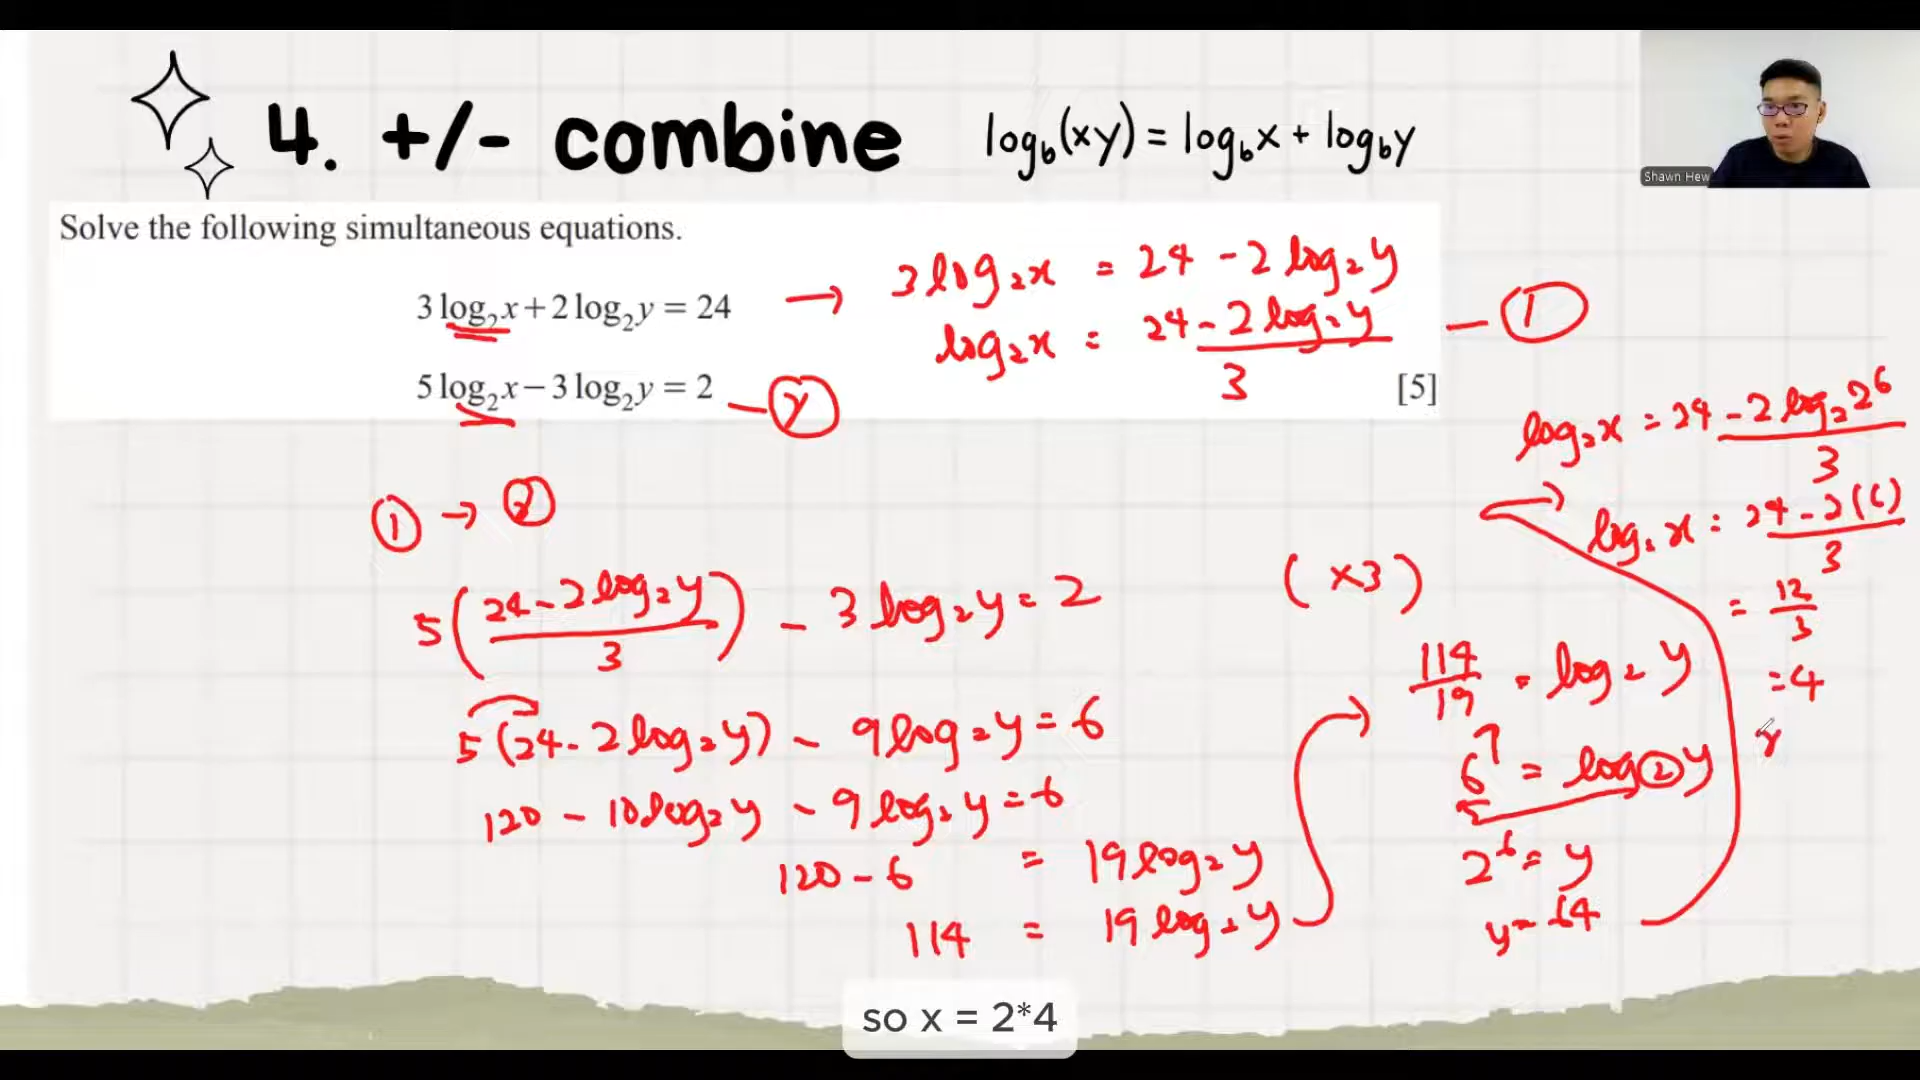 4. +/- combine
log_b(xy) = log_b x + log_b y
Shawn Hew
Solve the following simultaneous equations.
3 log₂x + 2 log₂y = 24
→ 3 log₂x = 24 - 2 log₂y
log₂x = 24 - 2 log₂y / 3 — ①
5 log₂x − 3 log₂y = 2 — ②
[5]
① → ②
5(24 - 2 log₂y / 3) - 3 log₂y = 2
(×3)
5(24 - 2 log₂y) - 9 log₂y = 6
120 - 10 log₂y - 9 log₂y = 6
120 - 6 = 19 log₂y
114 = 19 log₂y
→ 114/19 = log₂y
6 = log₂y
2⁶ = y
y = 64
→ log₂x = 24 - 2 log₂2⁶ / 3
log₂x = 24 - 2(6) / 3
= 12/3
= 4
so x = 2*4